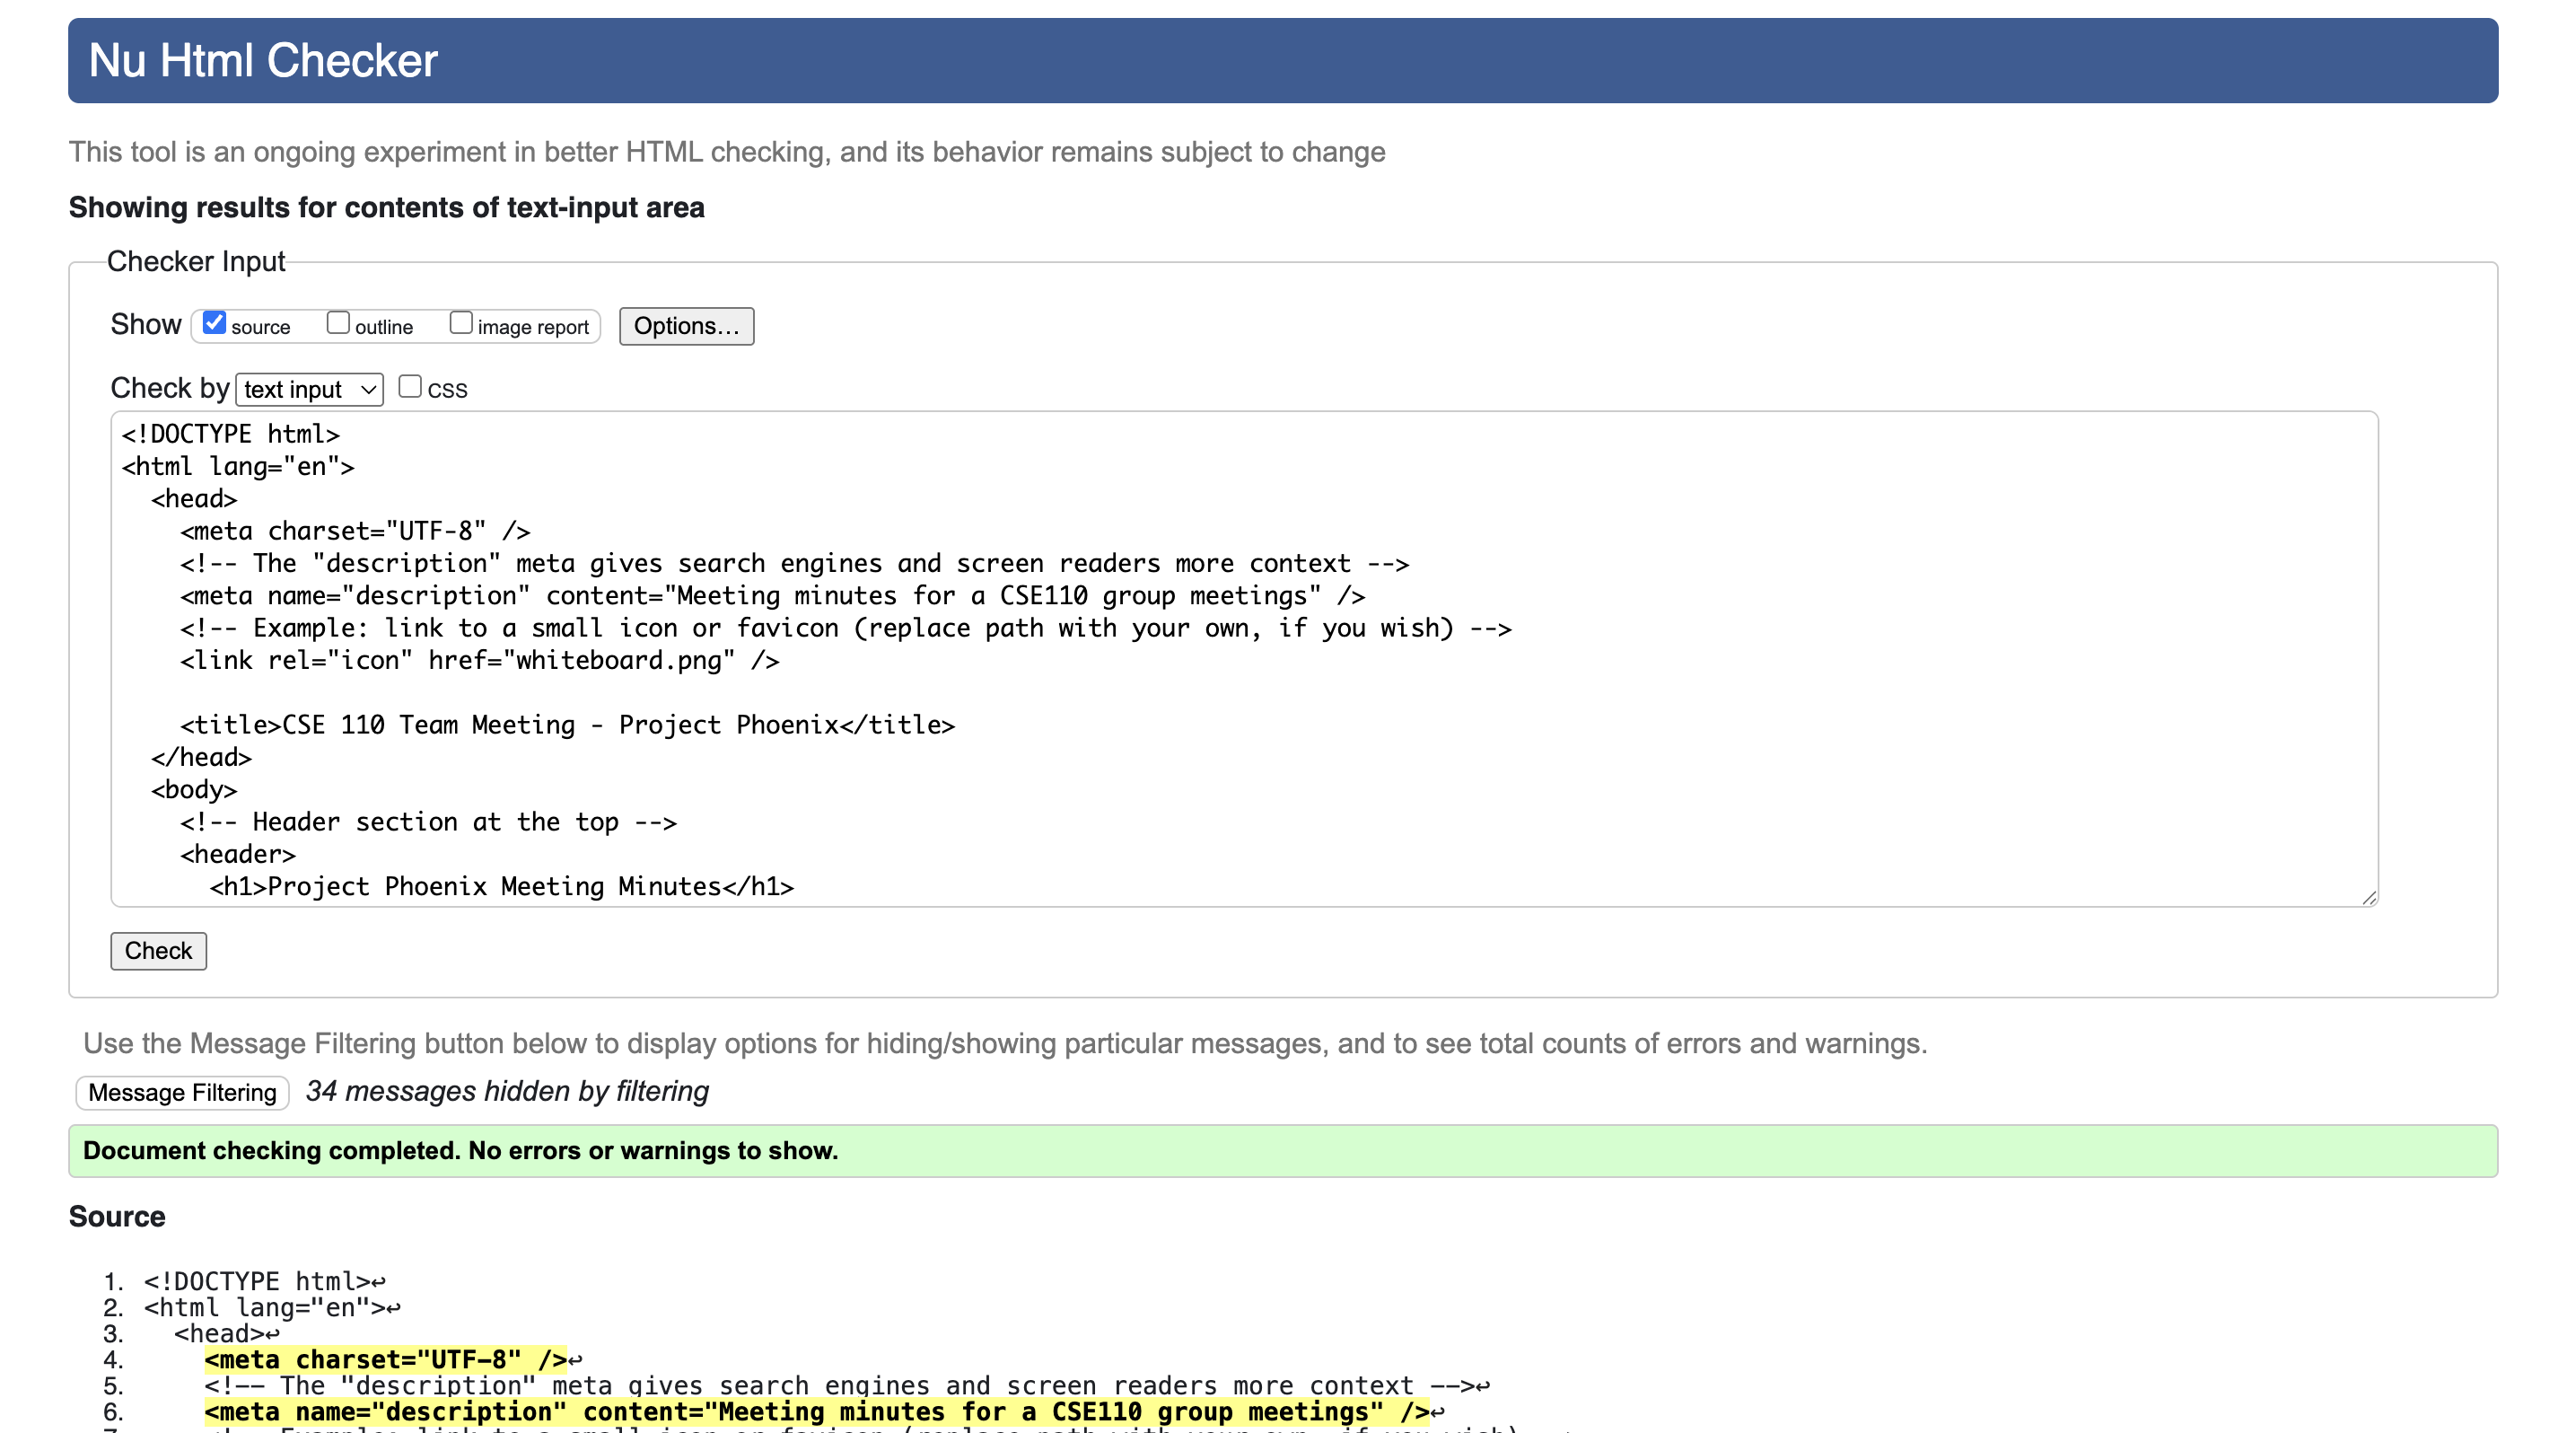 Nu Html Checker
This tool is an ongoing experiment in better HTML checking, and its behavior remains subject to change
Showing results for contents of text-input area
Checker Input
Show source outline image report Options...
Check by text input CSS
<!DOCTYPE html>
<html lang="en">
<head>
<meta charset="UTF-8" />
<!-- The "description" meta gives search engines and screen readers more context -->
<meta name="description" content="Meeting minutes for a CSE110 group meetings" />
<!-- Example: link to a small icon or favicon (replace path with your own, if you wish) -->
<link rel="icon" href="whiteboard.png" />
<title>CSE 110 Team Meeting - Project Phoenix</title>
</head>
<body>
<!-- Header section at the top -->
<header>
<h1>Project Phoenix Meeting Minutes</h1>
Check
Use the Message Filtering button below to display options for hiding/showing particular messages, and to see total counts of errors and warnings.
Message Filtering 34 messages hidden by filtering
Document checking completed. No errors or warnings to show.
Source
1. <!DOCTYPE html>↩
2. <html lang="en">↩
3. <head>↩
4. <meta charset="UTF-8" />↩
5. <!-- The "description" meta gives search engines and screen readers more context -->↩
6. <meta name="description" content="Meeting minutes for a CSE110 group meetings" />↩